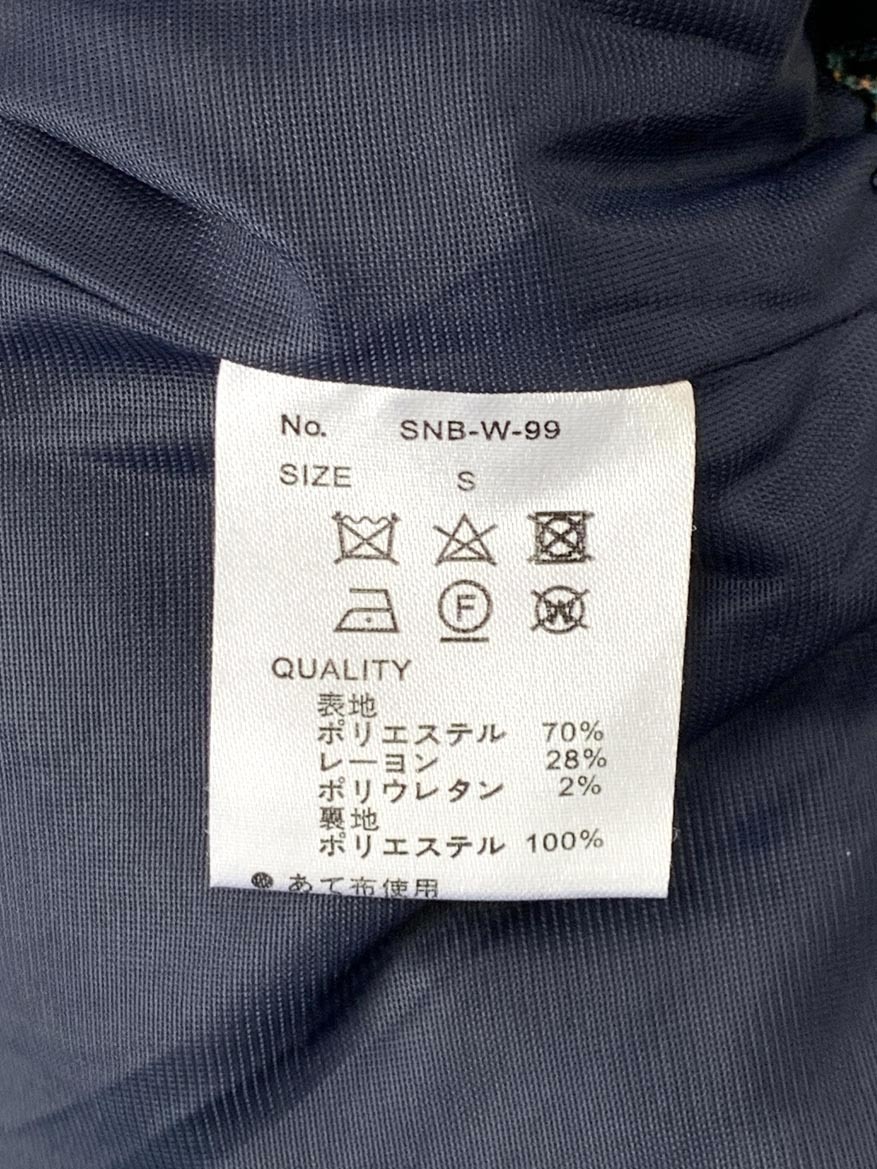 No. SNB-W-99
SIZE S
F
W
QUALITY
表地
ポリエステル 70%
レーヨン 28%
ポリウレタン 2%
裏地
ポリエステル 100%
● あて布使用